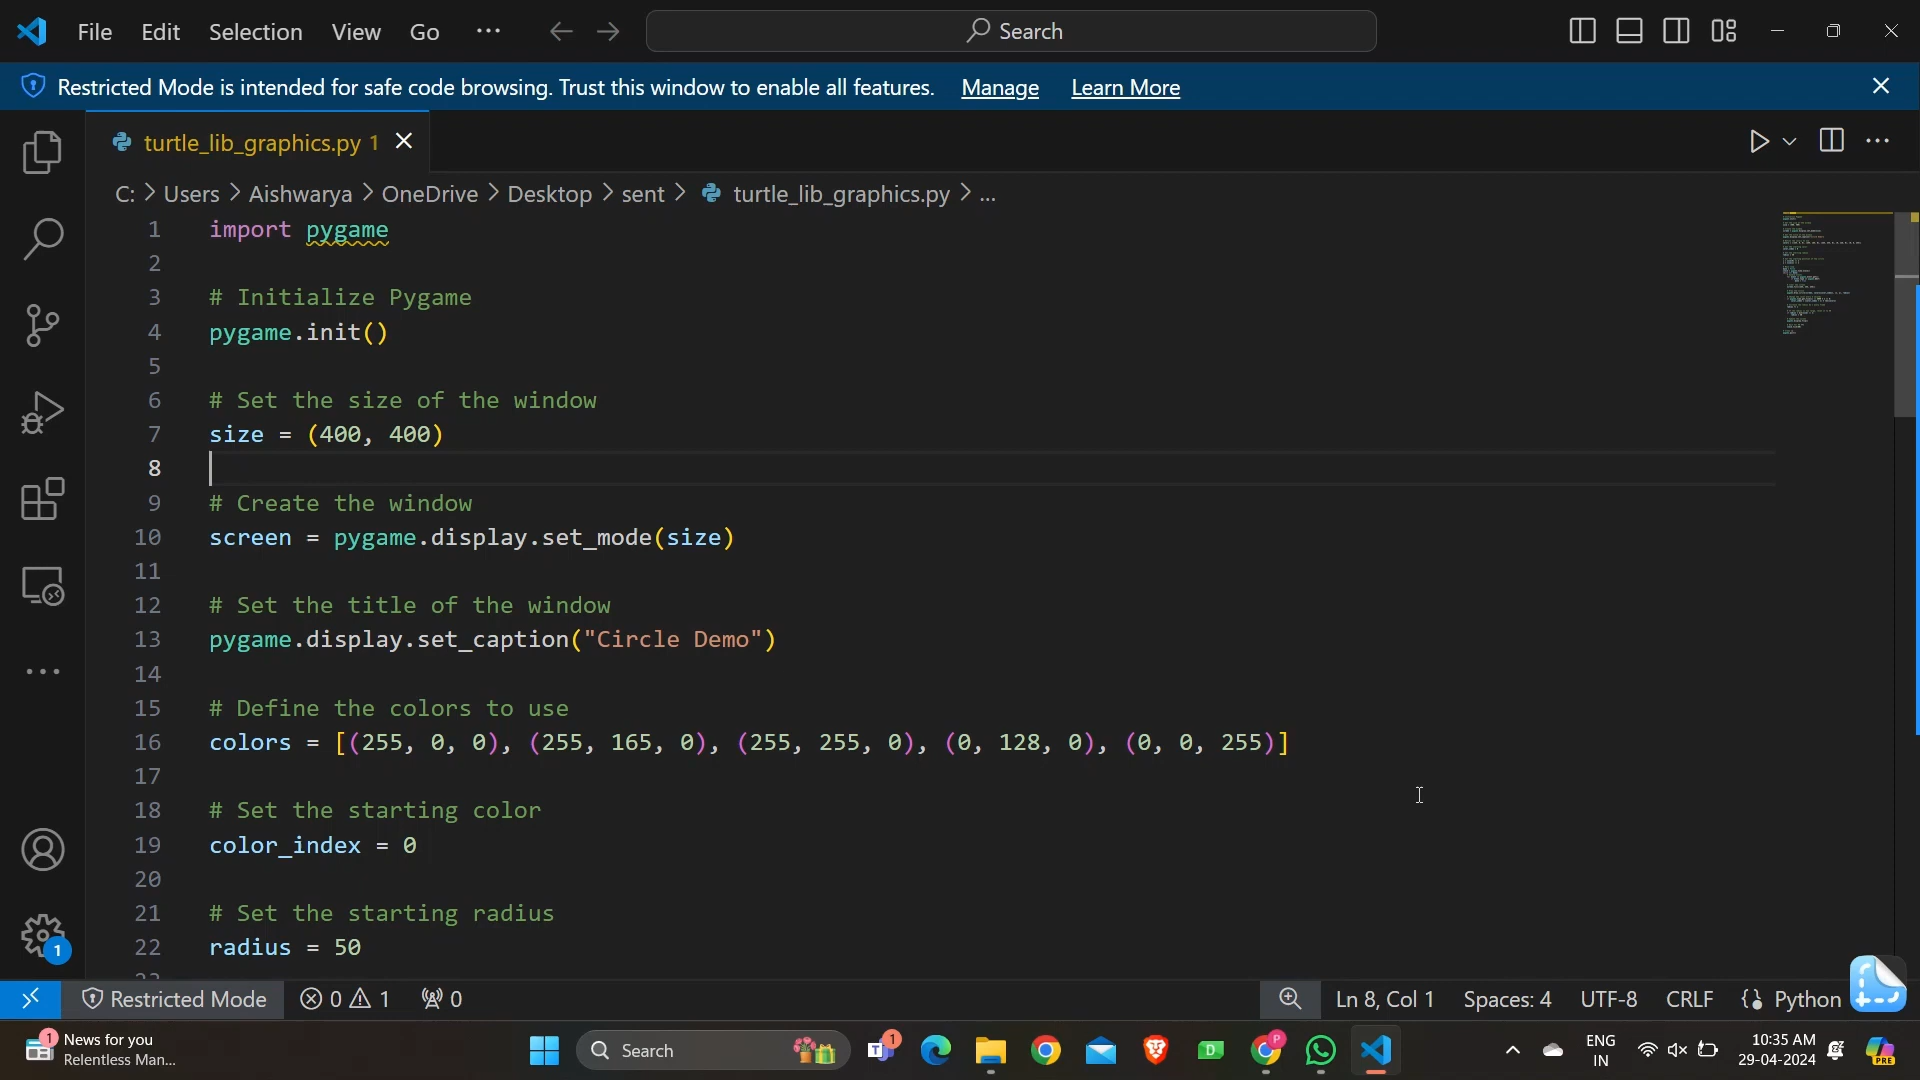 File Edit Selection View Go ··· Search
Restricted Mode is intended for safe code browsing. Trust this window to enable all features. Manage Learn More
turtle_lib_graphics.py 1
C: > Users > Aishwarya > OneDrive > Desktop > sent > turtle_lib_graphics.py > ...
1 import pygame
2
3 # Initialize Pygame
4 pygame.init()
5
6 # Set the size of the window
7 size = (400, 400)
8
9 # Create the window
10 screen = pygame.display.set_mode(size)
11
12 # Set the title of the window
13 pygame.display.set_caption("Circle Demo")
14
15 # Define the colors to use
16 colors = [(255, 0, 0), (255, 165, 0), (255, 255, 0), (0, 128, 0), (0, 0, 255)]
17
18 # Set the starting color
19 color_index = 0
20
21 # Set the starting radius
22 radius = 50
23
1
Restricted Mode 0 1 0 Ln 8, Col 1 Spaces: 4 UTF-8 CRLF {} Python
1 News for you
Relentless Man...
Search
1
D
P
ENG
IN
10:35 AM
29-04-2024
PRE